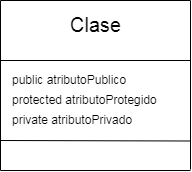 Clase
public atributoPublico
protected atributoProtegido
private atributoPrivado